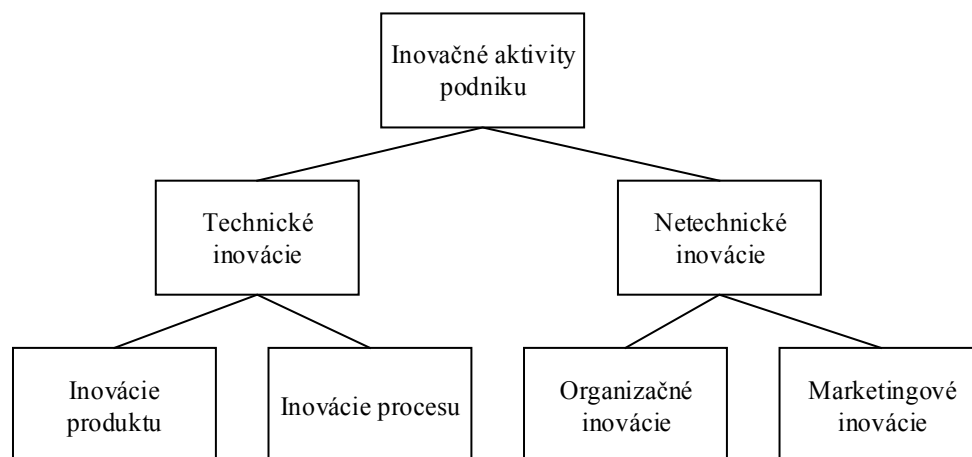 Inovačné aktivity
podniku
Technické
inovácie
Netechnické
inovácie
Inovácie
produktu
Inovácie procesu
Organizačné
inovácie
Marketingové
inovácie